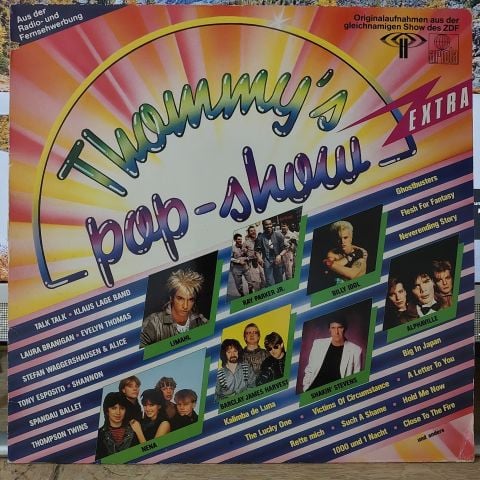 Aus der
Radio- und
Fernsehwerbung
Originalaufnahmen aus der
gleichnamigen Show des ZDF
ariola
Thommy's
pop-show
EXTRA
Ghostbusters
Flesh For Fantasy
Neverending Story
TALK TALK - KLAUS LAGE BAND
LAURA BRANIGAN - EVELYN THOMAS
STEFAN WAGGERSHAUSEN & ALICE
TONY ESPOSITO - SHANNON
SPANDAU BALLET
THOMPSON TWINS
LIMAHL
RAY PARKER JR.
BILLY IDOL
ALPHAVILLE
NENA
BARCLAY JAMES HARVEST
SHAKIN' STEVENS
Big In Japan
Kalimba de Luna • Victims Of Circumstance • A Letter To You
The Lucky One • Such A Shame • Hold Me Now
Rette mich • 1000 und 1 Nacht • Close To The Fire
und andere